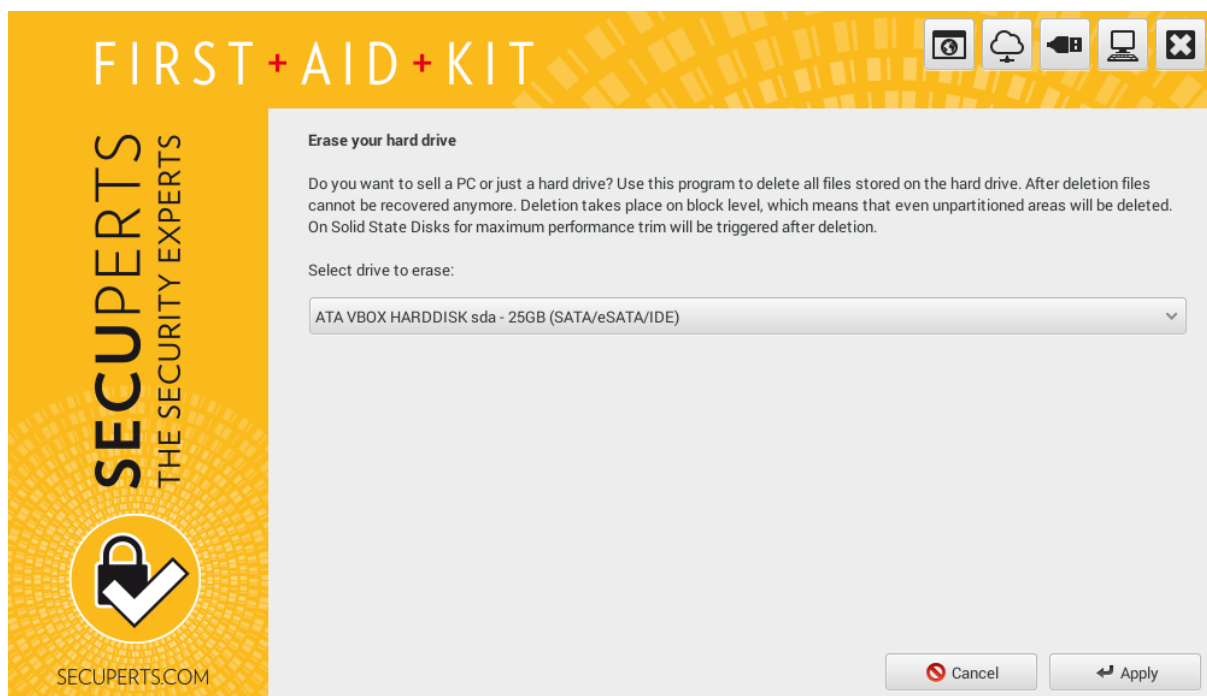 FIRST+AID+KIT
SECUPERTS
THE SECURITY EXPERTS
SECUPERTS.COM
Erase your hard drive
Do you want to sell a PC or just a hard drive? Use this program to delete all files stored on the hard drive. After deletion files
cannot be recovered anymore. Deletion takes place on block level, which means that even unpartitioned areas will be deleted.
On Solid State Disks for maximum performance trim will be triggered after deletion.
Select drive to erase:
ATA VBOX HARDDISK sda - 25GB (SATA/eSATA/IDE)
Cancel
Apply